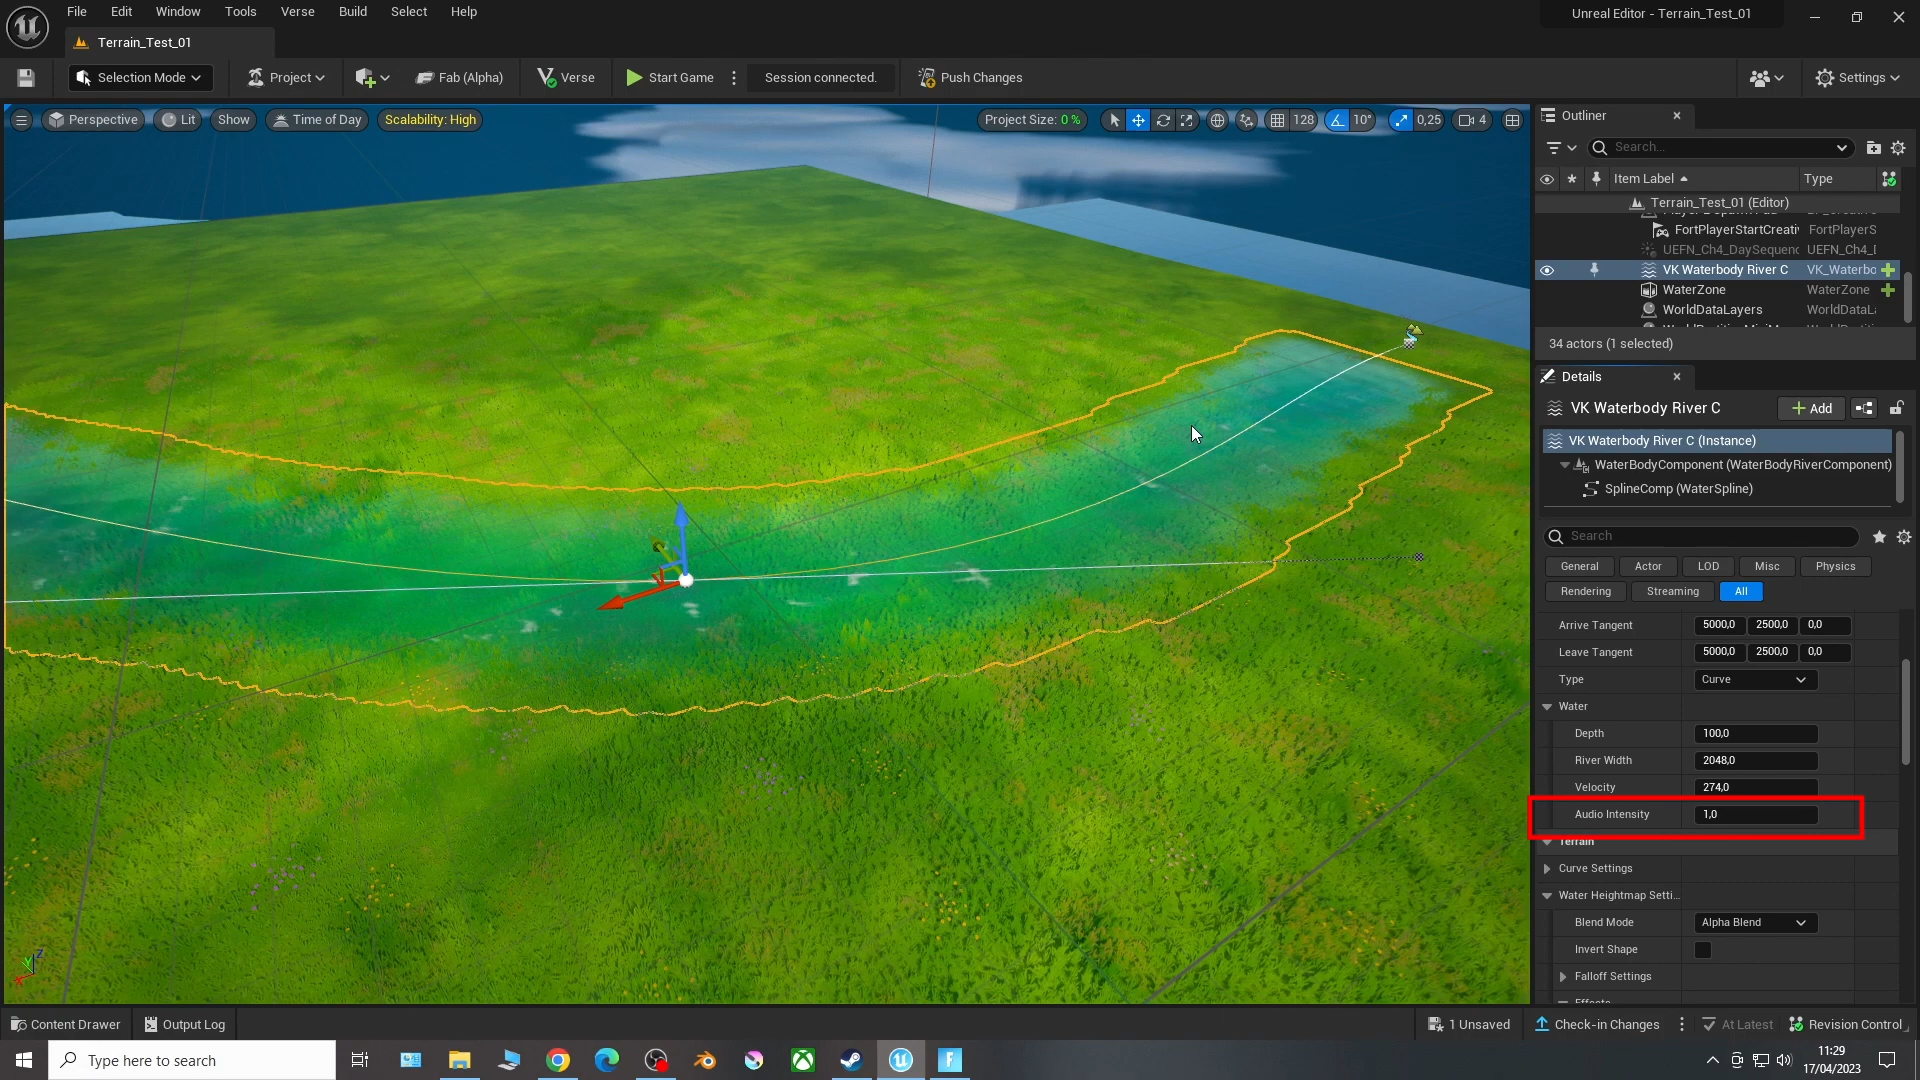 File Edit Window Tools Verse Build Select Help
Unreal Editor - Terrain_Test_01
Terrain_Test_01
Selection Mode
Project
Fab (Alpha)
Verse
Start Game
Session connected.
Push Changes
Settings
Perspective
Lit
Show
Time of Day
Scalability: High
Project Size: 0 %
128
10°
0,25
4
Outliner
Search...
Item Label
Type
Terrain_Test_01 (Editor)
FortPlayerStartCreativ FortPlayerS
UEFN_Ch4_DaySequenc UEFN_Ch4_D
VK Waterbody River C VK_Waterbo
WaterZone WaterZone
WorldDataLayers WorldDataL
34 actors (1 selected)
Details
VK Waterbody River C
Add
VK Waterbody River C (Instance)
WaterBodyComponent (WaterBodyRiverComponent)
SplineComp (WaterSpline)
Search
General Actor LOD Misc Physics
Rendering Streaming All
Arrive Tangent 5000,0 2500,0 0,0
Leave Tangent 5000,0 2500,0 0,0
Type Curve
Water
Depth 100,0
River Width 2048,0
Velocity 274,0
Audio Intensity 1,0
Terrain
Curve Settings
Water Heightmap Setti...
Blend Mode Alpha Blend
Invert Shape
Falloff Settings
Effects
Content Drawer
Output Log
1 Unsaved
Check-in Changes
At Latest
Revision Control
Type here to search
11:29
17/04/2023